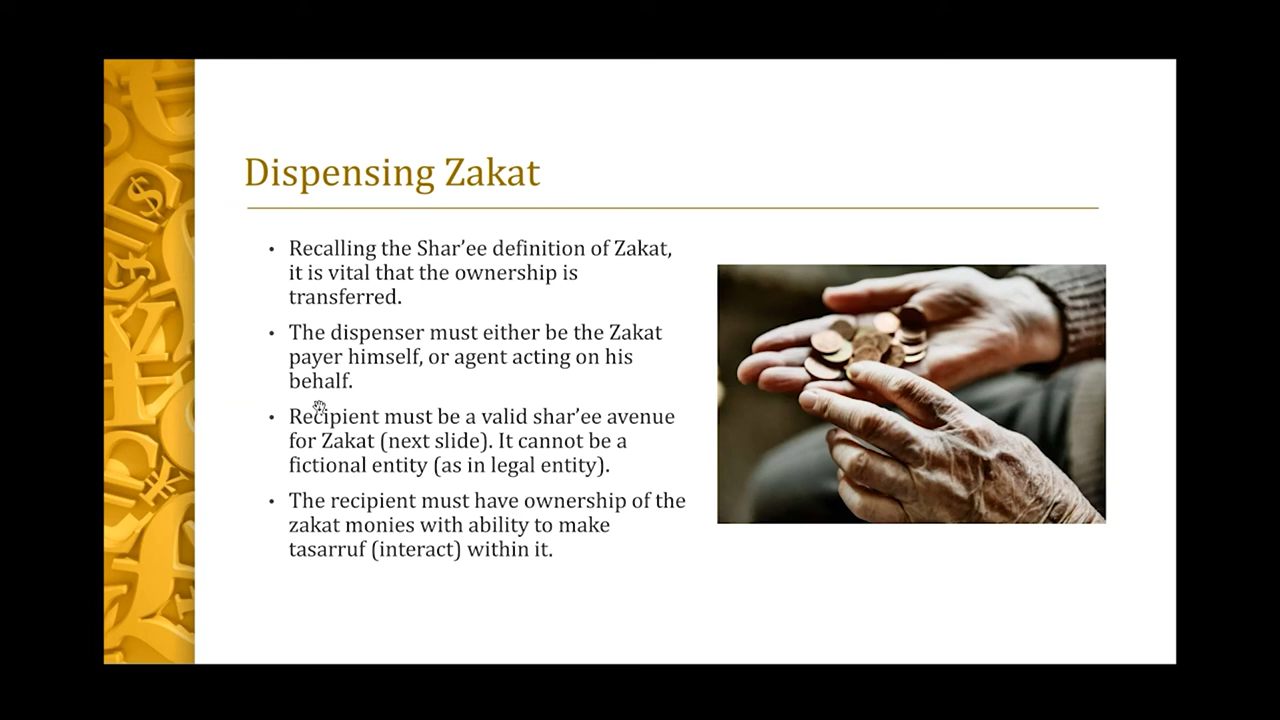 Dispensing Zakat
• Recalling the Shar’ee definition of Zakat,
it is vital that the ownership is
transferred.
• The dispenser must either be the Zakat
payer himself, or agent acting on his
behalf.
• Recipient must be a valid shar’ee avenue
for Zakat (next slide). It cannot be a
fictional entity (as in legal entity).
• The recipient must have ownership of the
zakat monies with ability to make
tasarruf (interact) within it.